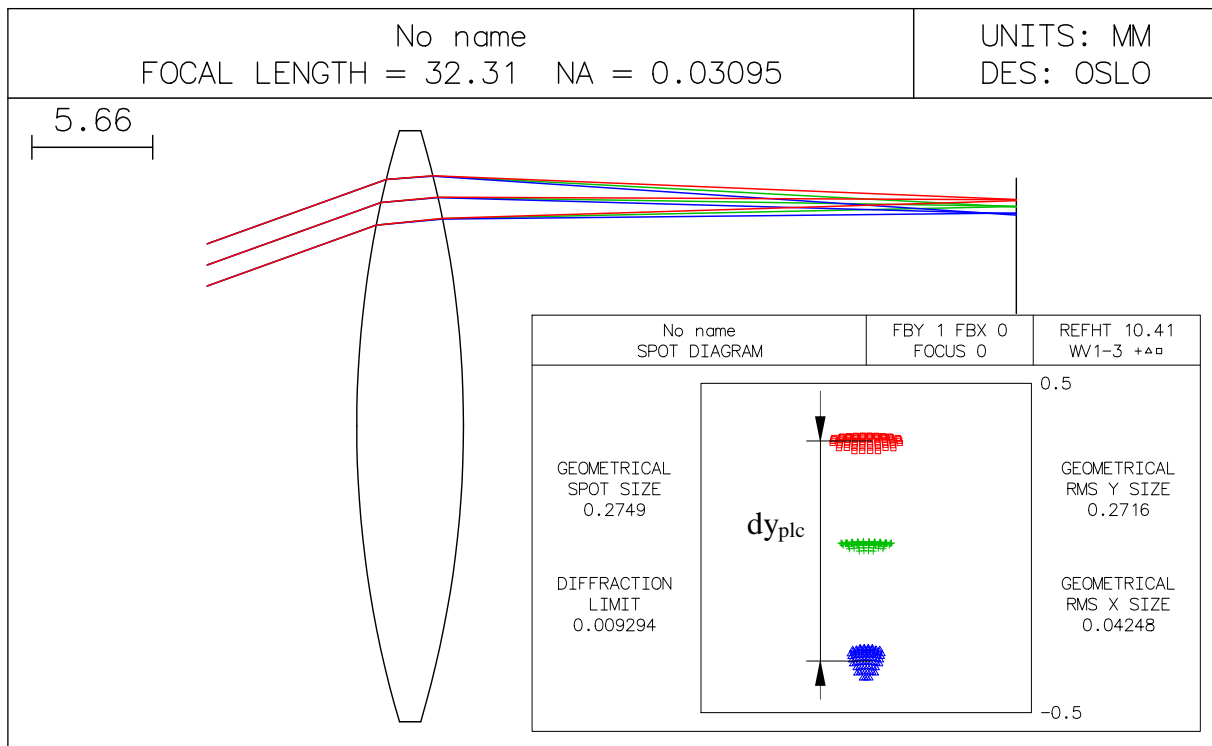 No name
FOCAL LENGTH = 32.31 NA = 0.03095
UNITS: MM
DES: OSLO
5.66
No name
SPOT DIAGRAM
FBY 1 FBX 0
FOCUS 0
REFHT 10.41
WV1-3 +△□
0.5
GEOMETRICAL
SPOT SIZE
0.2749
DIFFRACTION
LIMIT
0.009294
dyplc
GEOMETRICAL
RMS Y SIZE
0.2716
GEOMETRICAL
RMS X SIZE
0.04248
-0.5